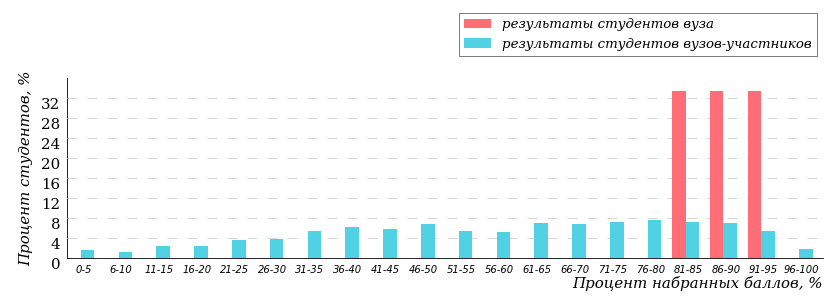 результаты студентов вуза
результаты студентов вузов-участников
Процент студентов, %
32
28
24
20
16
12
8
4
0
0-5 6-10 11-15 16-20 21-25 26-30 31-35 36-40 41-45 46-50 51-55 56-60 61-65 66-70 71-75 76-80 81-85 86-90 91-95 96-100
Процент набранных баллов, %